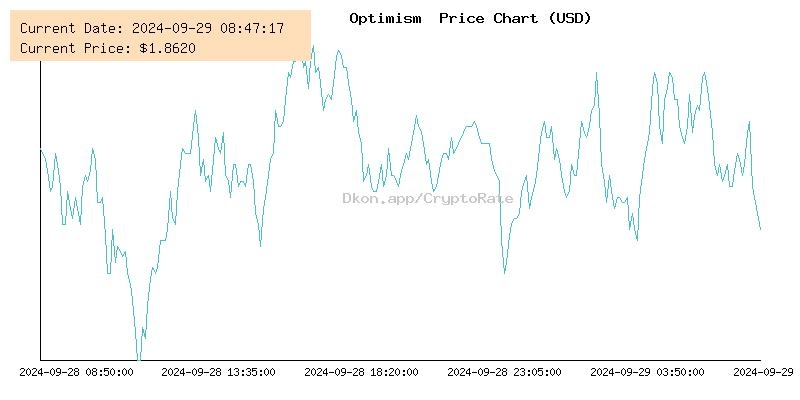 Optimism  Price Chart (USD)
Current Date: 2024-09-29 08:47:17
Current Price: $1.8620
Dkon.app/CryptoRate
2024-09-28 08:50:00 2024-09-28 13:35:00 2024-09-28 18:20:00 2024-09-28 23:05:00 2024-09-29 03:50:00 2024-09-29